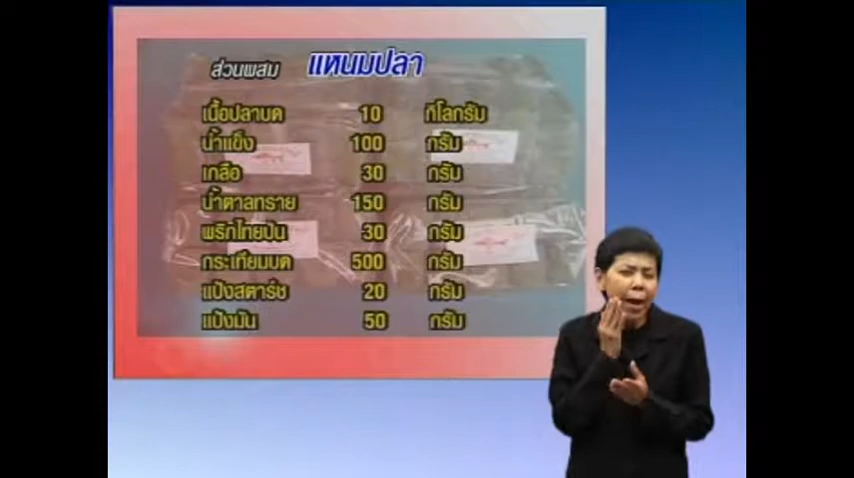 ส่วนผสม แหนมปลา
เนื้อปลาบด 10 กิโลกรัม
น้ำแข็ง 100 กรัม
เกลือ 30 กรัม
น้ำตาลทราย 150 กรัม
พริกไทยป่น 30 กรัม
กระเทียมบด 500 กรัม
แป้งสตาร์ช 20 กรัม
แป้งมัน 50 กรัม